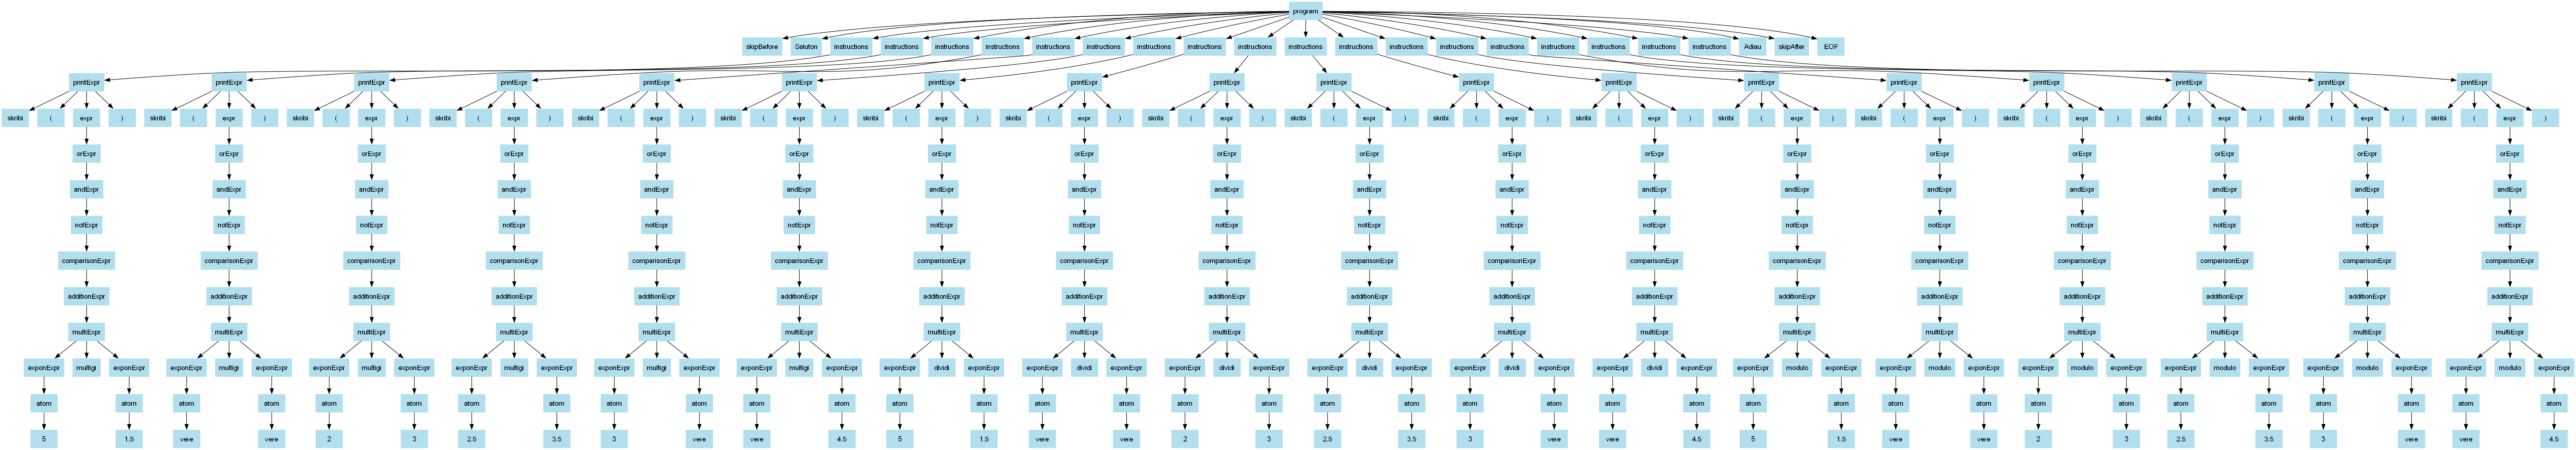 program
skipBefore Saluton instructions instructions instructions instructions instructions instructions instructions instructions instructions instructions instructions instructions instructions instructions instructions instructions instructions instructions Adiau skipAfter EOF
printExpr printExpr printExpr printExpr printExpr printExpr printExpr printExpr printExpr printExpr printExpr printExpr printExpr printExpr printExpr printExpr printExpr printExpr
skribi ( expr ) skribi ( expr ) skribi ( expr ) skribi ( expr ) skribi ( expr ) skribi ( expr ) skribi ( expr ) skribi ( expr ) skribi ( expr ) skribi ( expr ) skribi ( expr ) skribi ( expr ) skribi ( expr ) skribi ( expr ) skribi ( expr ) skribi ( expr ) skribi ( expr ) skribi ( expr )
orExpr orExpr orExpr orExpr orExpr orExpr orExpr orExpr orExpr orExpr orExpr orExpr orExpr orExpr orExpr orExpr orExpr orExpr
andExpr andExpr andExpr andExpr andExpr andExpr andExpr andExpr andExpr andExpr andExpr andExpr andExpr andExpr andExpr andExpr andExpr andExpr
notExpr notExpr notExpr notExpr notExpr notExpr notExpr notExpr notExpr notExpr notExpr notExpr notExpr notExpr notExpr notExpr notExpr notExpr
comparisonExpr comparisonExpr comparisonExpr comparisonExpr comparisonExpr comparisonExpr comparisonExpr comparisonExpr comparisonExpr comparisonExpr comparisonExpr comparisonExpr comparisonExpr comparisonExpr comparisonExpr comparisonExpr comparisonExpr comparisonExpr
additionExpr additionExpr additionExpr additionExpr additionExpr additionExpr additionExpr additionExpr additionExpr additionExpr additionExpr additionExpr additionExpr additionExpr additionExpr additionExpr additionExpr additionExpr
multiExpr multiExpr multiExpr multiExpr multiExpr multiExpr multiExpr multiExpr multiExpr multiExpr multiExpr multiExpr multiExpr multiExpr multiExpr multiExpr multiExpr multiExpr
exponExpr multigi exponExpr exponExpr multigi exponExpr exponExpr multigi exponExpr exponExpr multigi exponExpr exponExpr multigi exponExpr exponExpr multigi exponExpr exponExpr dividi exponExpr exponExpr dividi exponExpr exponExpr dividi exponExpr exponExpr dividi exponExpr exponExpr dividi exponExpr exponExpr dividi exponExpr exponExpr modulo exponExpr exponExpr modulo exponExpr exponExpr modulo exponExpr exponExpr modulo exponExpr exponExpr modulo exponExpr exponExpr modulo exponExpr
atom atom atom atom atom atom atom atom atom atom atom atom atom atom atom atom atom atom atom atom atom atom atom atom atom atom atom atom atom atom atom atom atom atom atom atom
5 1.5 vere vere 2 3 2.5 3.5 3 vere vere 4.5 5 1.5 vere vere 2 3 2.5 3.5 3 vere vere 4.5 5 1.5 vere vere 2 3 2.5 3.5 3 vere vere 4.5